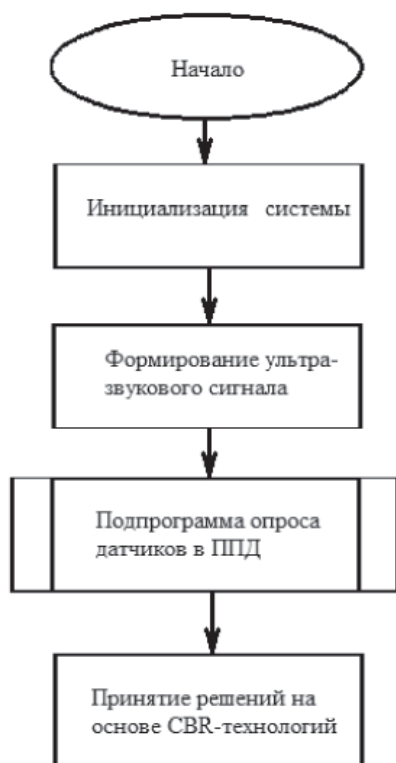 Начало
Инициализация системы
Формирование ультра-
звукового сигнала
Подпрограмма опроса
датчиков в ППД
Принятие решений на
основе CBR-технологий